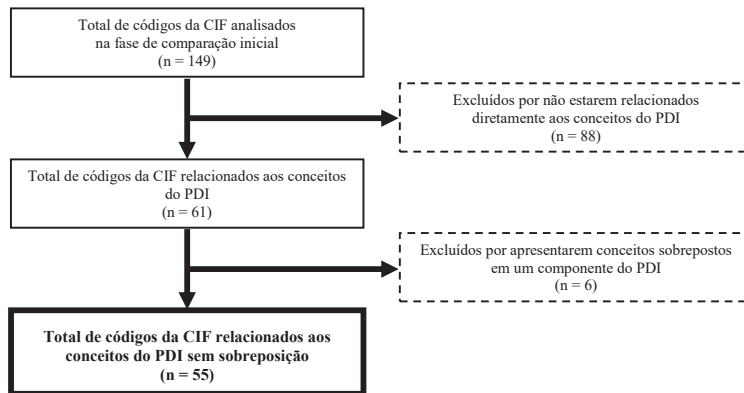 Total de códigos da CIF analisados
na fase de comparação inicial
(n = 149)
Excluídos por não estarem relacionados
diretamente aos conceitos do PDI
(n = 88)
Total de códigos da CIF relacionados aos conceitos
do PDI
(n = 61)
Excluídos por apresentarem conceitos sobrepostos
em um componente do PDI
(n = 6)
Total de códigos da CIF relacionados aos
conceitos do PDI sem sobreposição
(n = 55)